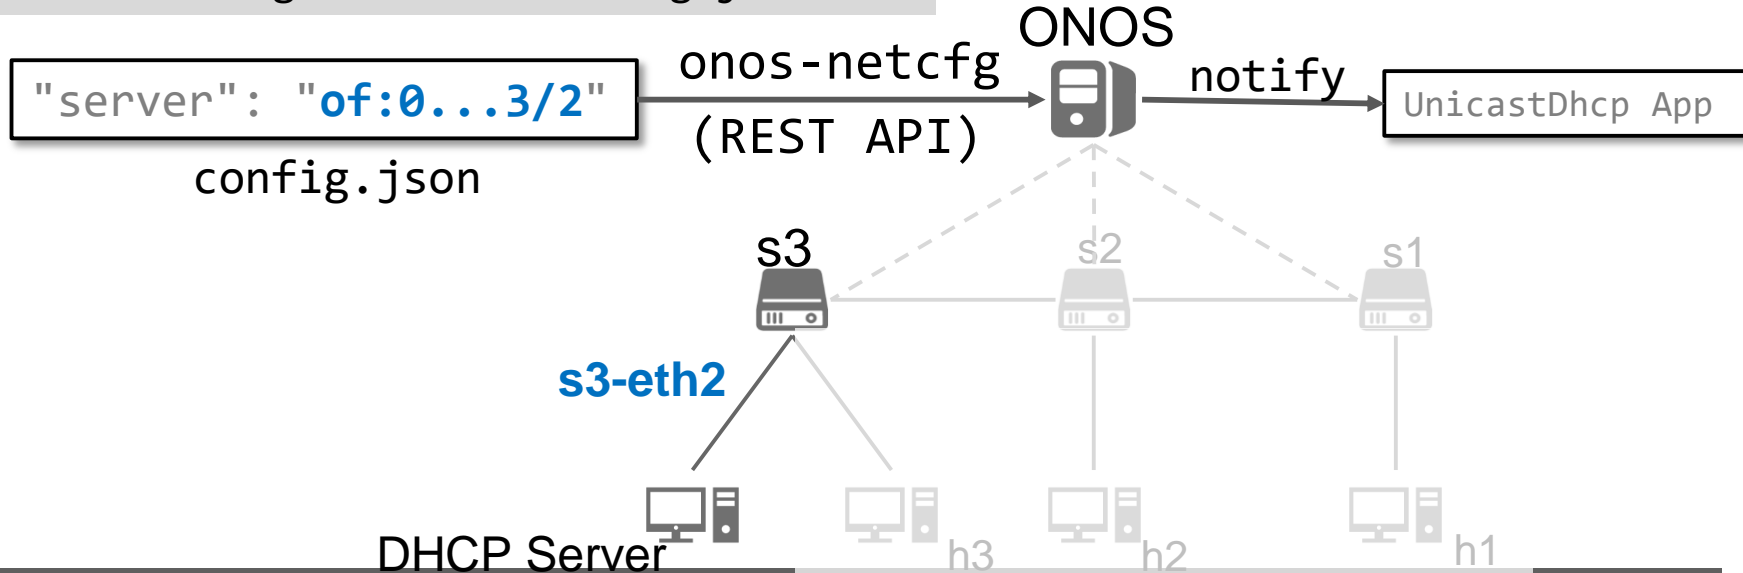 ONOS
"server": "of:0...3/2"
onos-netcfg
(REST API)
notify
UnicastDhcp App
config.json
s3
s2
s1
s3-eth2
DHCP Server
h3
h2
h1